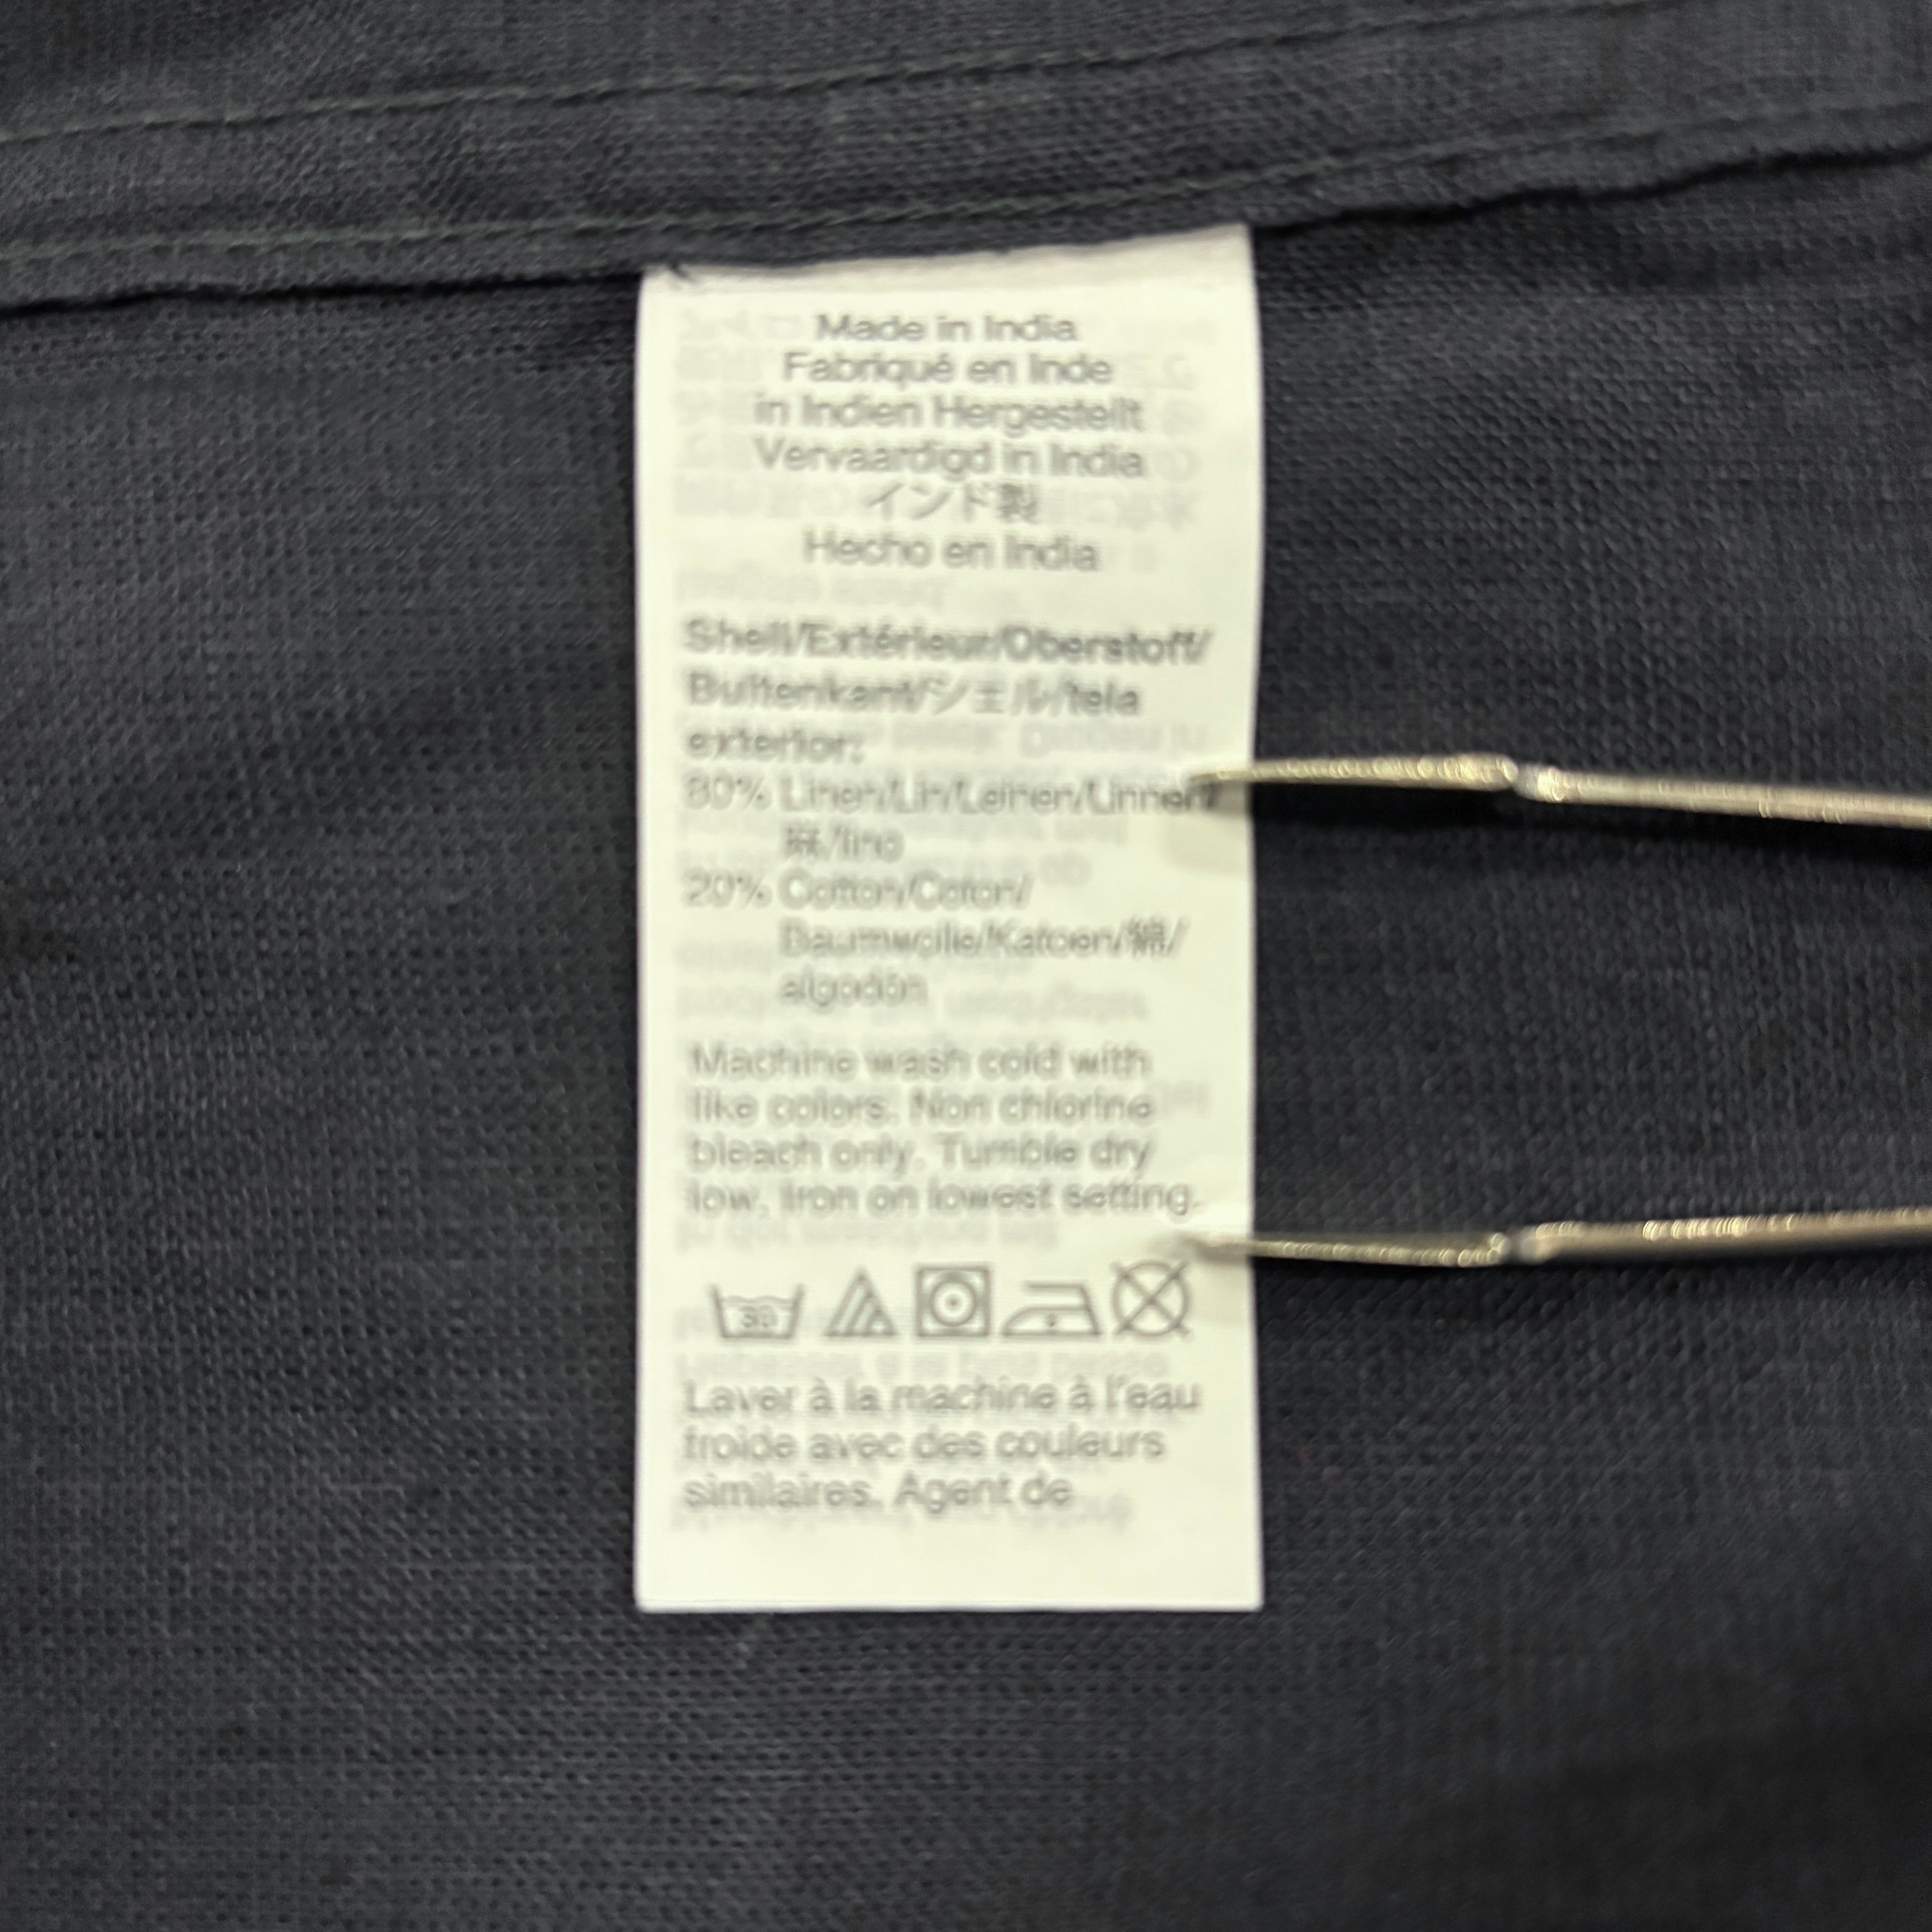 Made in India
Fabriqué en Inde
in Indien Hergestellt
Vervaardigd in India
インド製
Hecho en India
Shell/Extérieur/Oberstoff/
Buitenkant/シェル/tela
exterior:
80% Linen/Lin/Leinen/Linnen/
麻/lino
20% Cotton/Coton/
Baumwolle/Katoen/綿/
algodón
Machine wash cold with
like colors. Non chlorine
bleach only. Tumble dry
low. Iron on lowest setting.
30
Laver à la machine à l'eau
froide avec des couleurs
similaires. Agent de